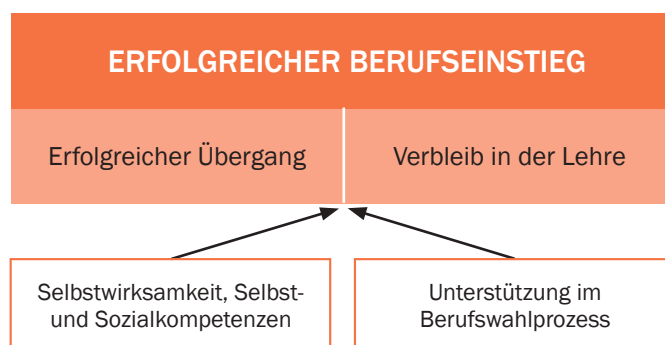 ERFOLGREICHER BERUFSEINSTIEG
Erfolgreicher Übergang
Verbleib in der Lehre
Selbstwirksamkeit, Selbst-
und Sozialkompetenzen
Unterstützung im
Berufswahlprozess